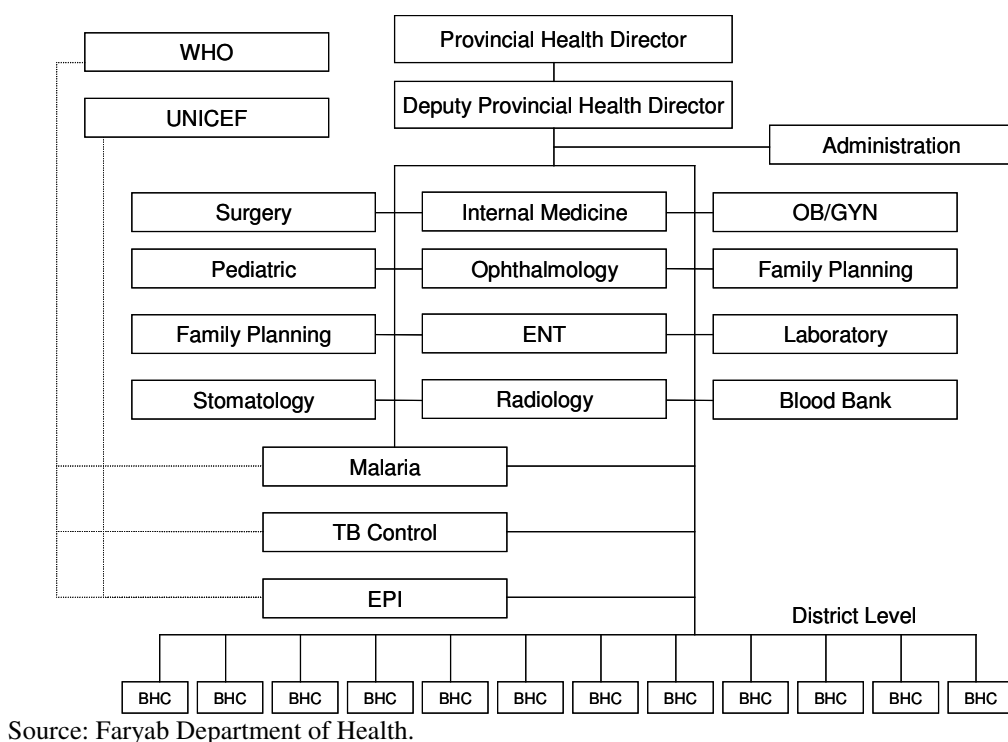 WHO
Provincial Health Director
UNICEF
Deputy Provincial Health Director
Administration
Surgery
Internal Medicine
OB/GYN
Pediatric
Ophthalmology
Family Planning
Family Planning
ENT
Laboratory
Stomatology
Radiology
Blood Bank
Malaria
TB Control
EPI
District Level
BHC
BHC
BHC
BHC
BHC
BHC
BHC
BHC
BHC
BHC
BHC
BHC
Source: Faryab Department of Health.